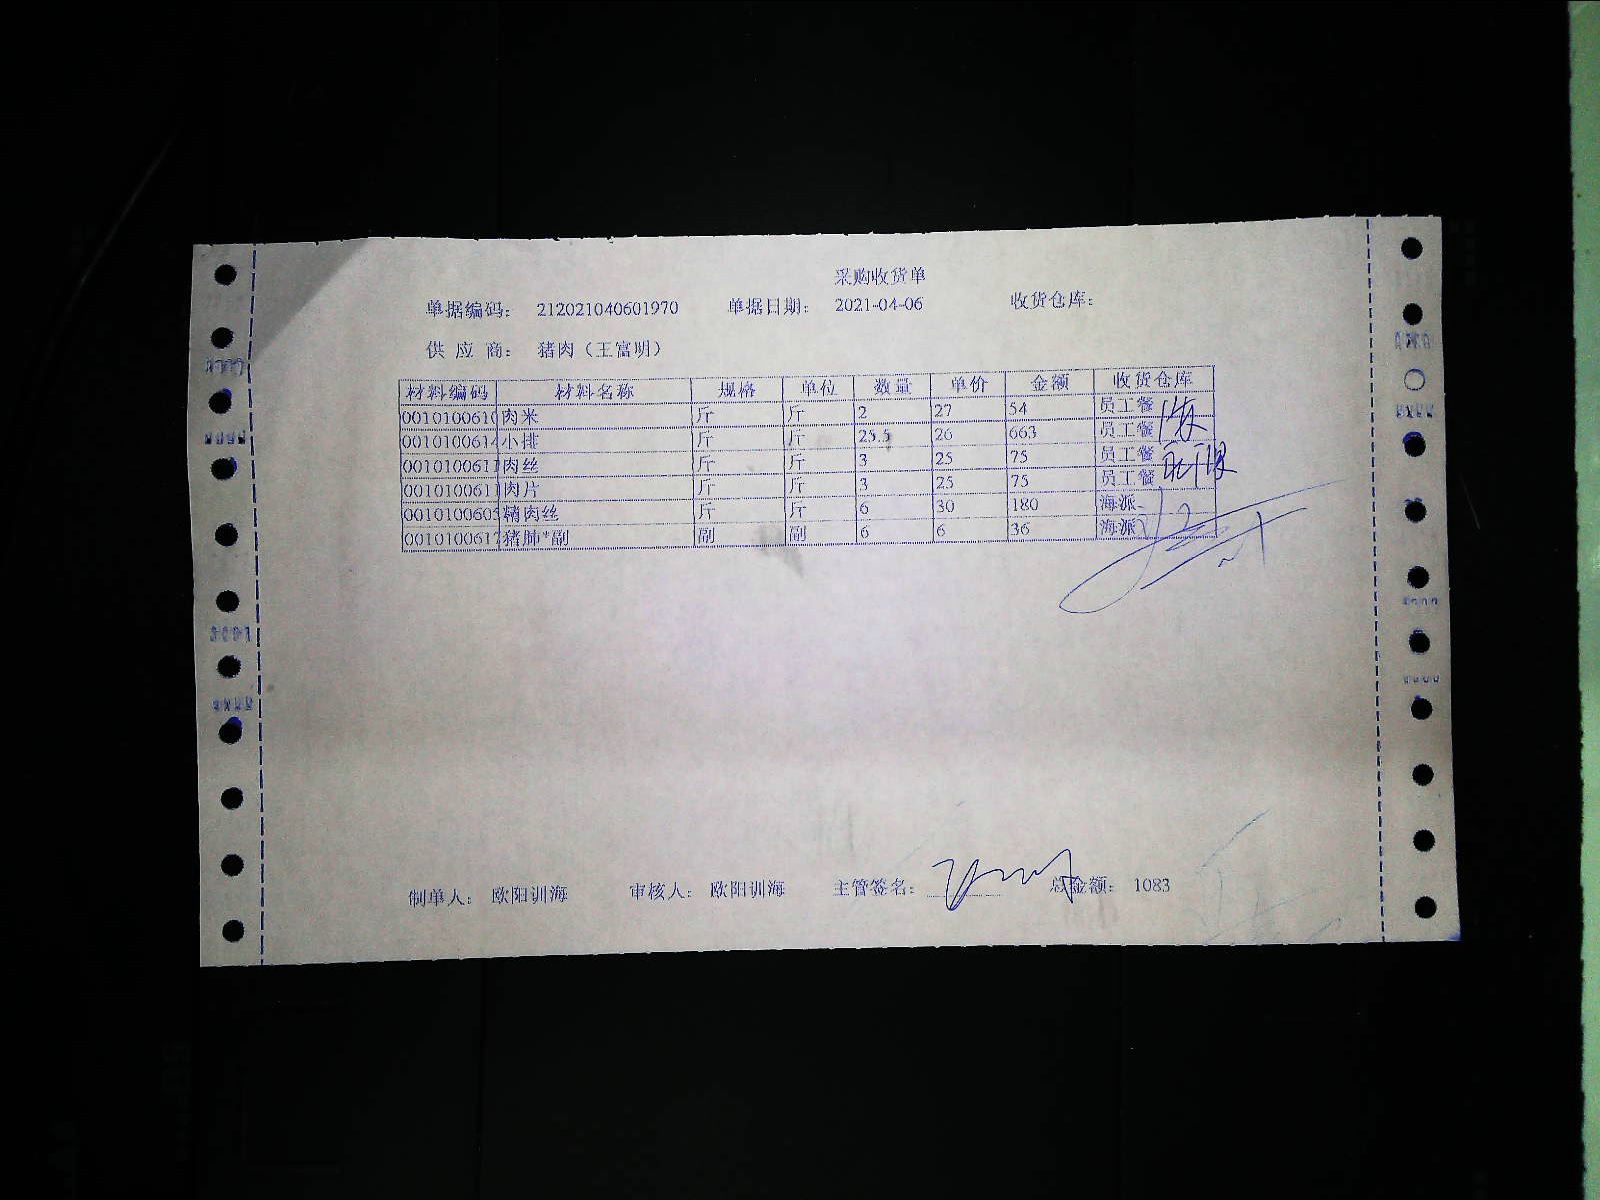 采购收货单
单据编码： 212021040601970 单据日期： 2021-04-06 收货仓库：
供 应 商： 猪肉（王富明）
材料编码 材料名称 规格 单位 数量 单价 金额 收货仓库
0010100610 肉米 斤 斤 2 27 54 员工餐
0010100614 小排 斤 斤 25.5 26 663 员工餐
0010100611 肉丝 斤 斤 3 25 75 员工餐
0010100611 肉片 斤 斤 3 25 75 员工餐
0010100605 精肉丝 斤 斤 6 30 180 海派
0010100617 猪肺*副 副 副 6 6 36 海派
制单人： 欧阳训海 审核人： 欧阳训海 主管签名： 总金额： 1083